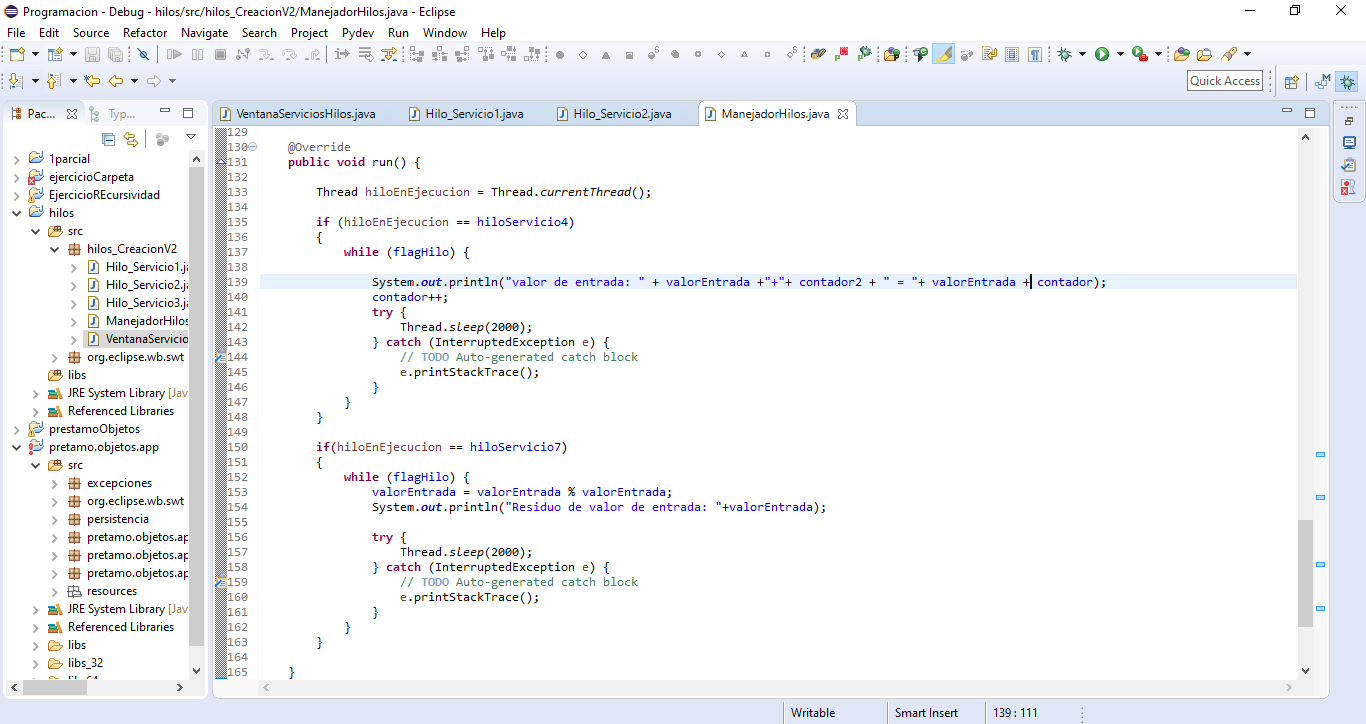 Programacion - Debug - hilos/src/hilos_CreacionV2/ManejadorHilos.java - Eclipse
File Edit Source Refactor Navigate Search Project Pydev Run Window Help
Quick Access
Pac... Typ...
1parcial
ejercicioCarpeta
EjercicioREcursividad
hilos
src
hilos_CreacionV2
Hilo_Servicio1.ja
Hilo_Servicio2.ja
Hilo_Servicio3.ja
ManejadorHilos
VentanaServicio
org.eclipse.wb.swt
libs
JRE System Library [Jav
Referenced Libraries
prestamoObjetos
pretamo.objetos.app
src
excepciones
org.eclipse.wb.swt
persistencia
pretamo.objetos.ap
pretamo.objetos.ap
pretamo.objetos.ap
resources
JRE System Library [Jav
Referenced Libraries
libs
libs_32
VentanaServiciosHilos.java Hilo_Servicio1.java Hilo_Servicio2.java ManejadorHilos.java
129
130 @Override
131 public void run() {
132
133 Thread hiloEnEjecucion = Thread.currentThread();
134
135 if (hiloEnEjecucion == hiloServicio4)
136 {
137 while (flagHilo) {
138
139 System.out.println("valor de entrada: " + valorEntrada +"+"+ contador2 + " = "+ valorEntrada + contador);
140 contador++;
141 try {
142 Thread.sleep(2000);
143 } catch (InterruptedException e) {
144 // TODO Auto-generated catch block
145 e.printStackTrace();
146 }
147 }
148 }
149
150 if(hiloEnEjecucion == hiloServicio7)
151 {
152 while (flagHilo) {
153 valorEntrada = valorEntrada % valorEntrada;
154 System.out.println("Residuo de valor de entrada: "+valorEntrada);
155
156 try {
157 Thread.sleep(2000);
158 } catch (InterruptedException e) {
159 // TODO Auto-generated catch block
160 e.printStackTrace();
161 }
162 }
163 }
164
165 }
Writable Smart Insert 139 : 111